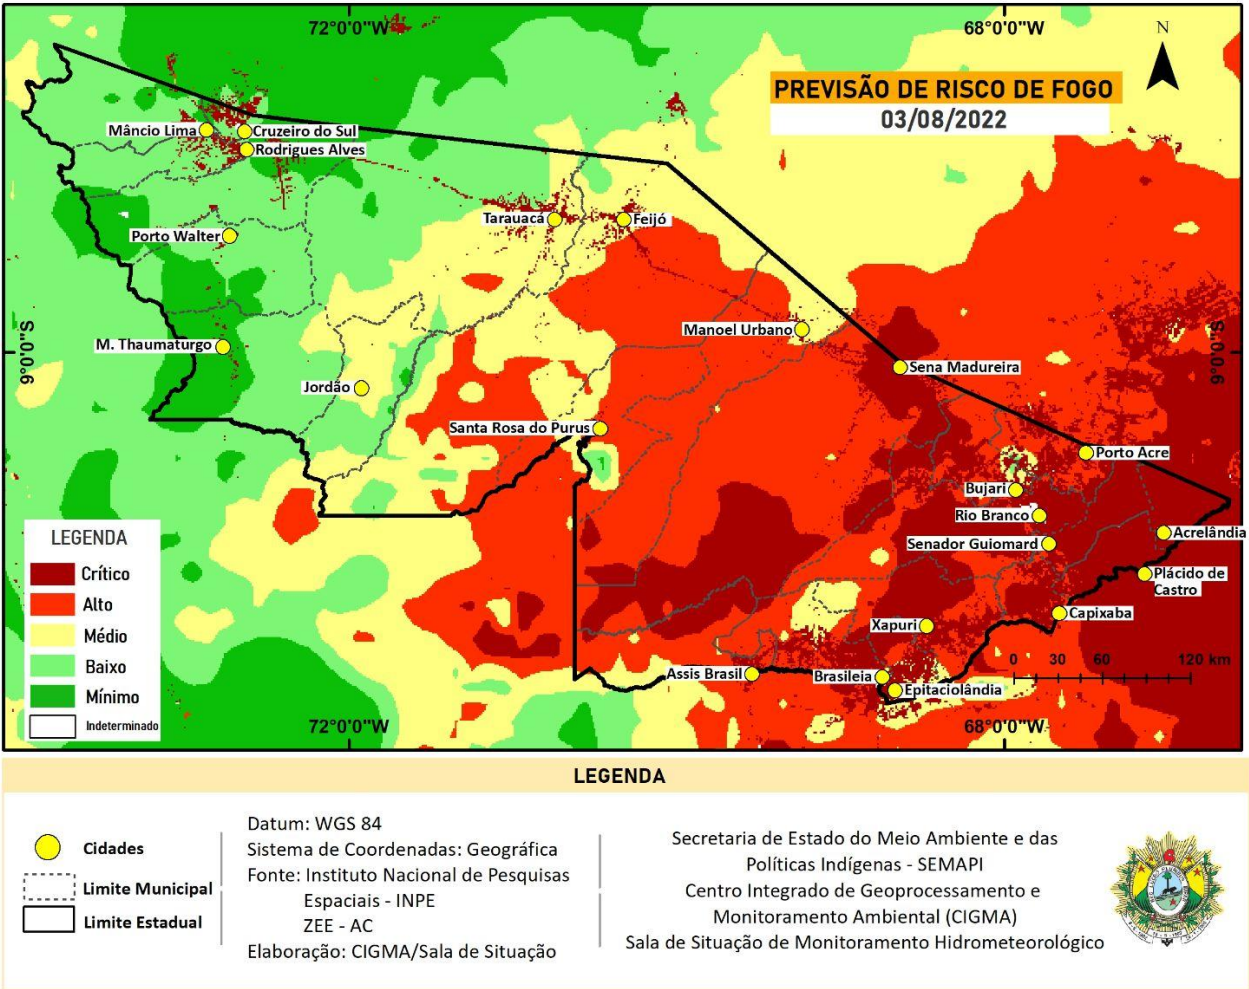 72°0'0"W
68°0'0"W
N
PREVISÃO DE RISCO DE FOGO
03/08/2022
Mâncio Lima
Cruzeiro do Sul
Rodrigues Alves
Tarauacá
Feijó
Porto Walter
9°0'0"S
9°0'0"S
M. Thaumaturgo
Manoel Urbano
Jordão
Sena Madureira
Santa Rosa do Purus
Porto Acre
Bujari
Rio Branco
Senador Guiomard
Acrelândia
Plácido de
Castro
Capixaba
Xapuri
Assis Brasil
Brasileia
Epitaciolândia
0 30 60 120 km
72°0'0"W
68°0'0"W
LEGENDA
Crítico
Alto
Médio
Baixo
Mínimo
Indeterminado
LEGENDA
Cidades
Limite Municipal
Limite Estadual
Datum: WGS 84
Sistema de Coordenadas: Geográfica
Fonte: Instituto Nacional de Pesquisas
Espaciais - INPE
ZEE - AC
Elaboração: CIGMA/Sala de Situação
Secretaria de Estado do Meio Ambiente e das
Políticas Indígenas - SEMAPI
Centro Integrado de Geoprocessamento e
Monitoramento Ambiental (CIGMA)
Sala de Situação de Monitoramento Hidrometeorológico